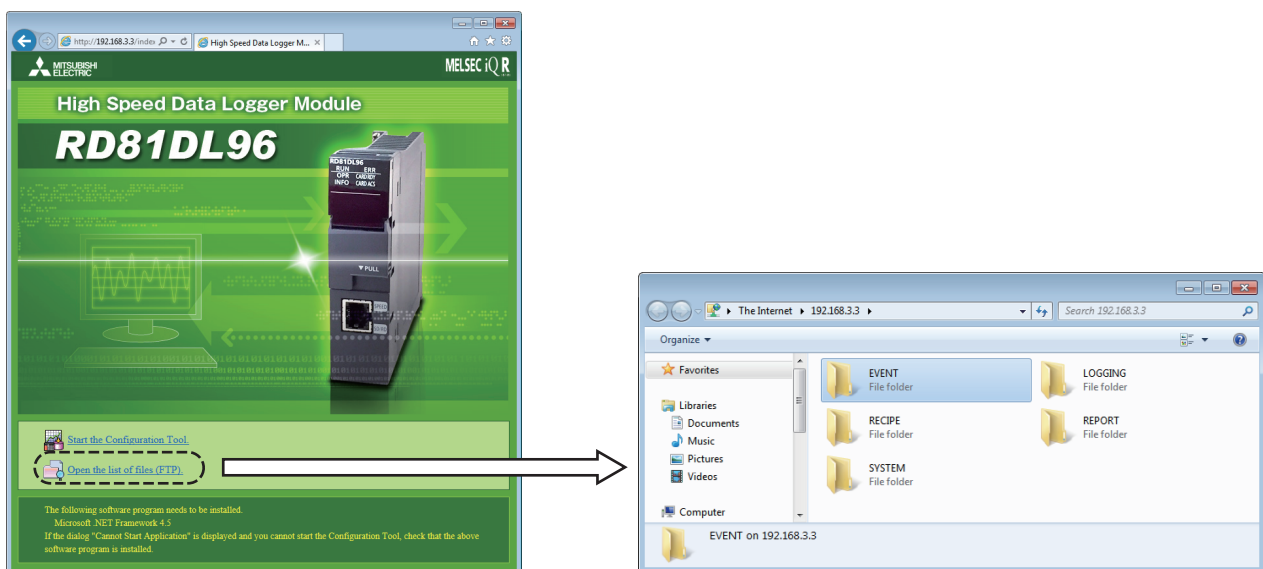 http://192.168.3.3/index
High Speed Data Logger M...
MITSUBISHI
ELECTRIC
MELSEC iQ R
High Speed Data Logger Module
RD81DL96
RD81DL96
RUN ERR
OPR CARD RDY
INFO CARD ACS
▼ PULL
SPEED
Start the Configuration Tool.
Open the list of files (FTP).
The following software program needs to be installed.
Microsoft .NET Framework 4.5
If the dialog "Cannot Start Application" is displayed and you cannot start the Configuration Tool, check that the above
software program is installed.
The Internet ▸ 192.168.3.3 ▸
Search 192.168.3.3
Organize ▼
Favorites
Libraries
Documents
Music
Pictures
Videos
Computer
EVENT
File folder
LOGGING
File folder
RECIPE
File folder
REPORT
File folder
SYSTEM
File folder
EVENT on 192.168.3.3